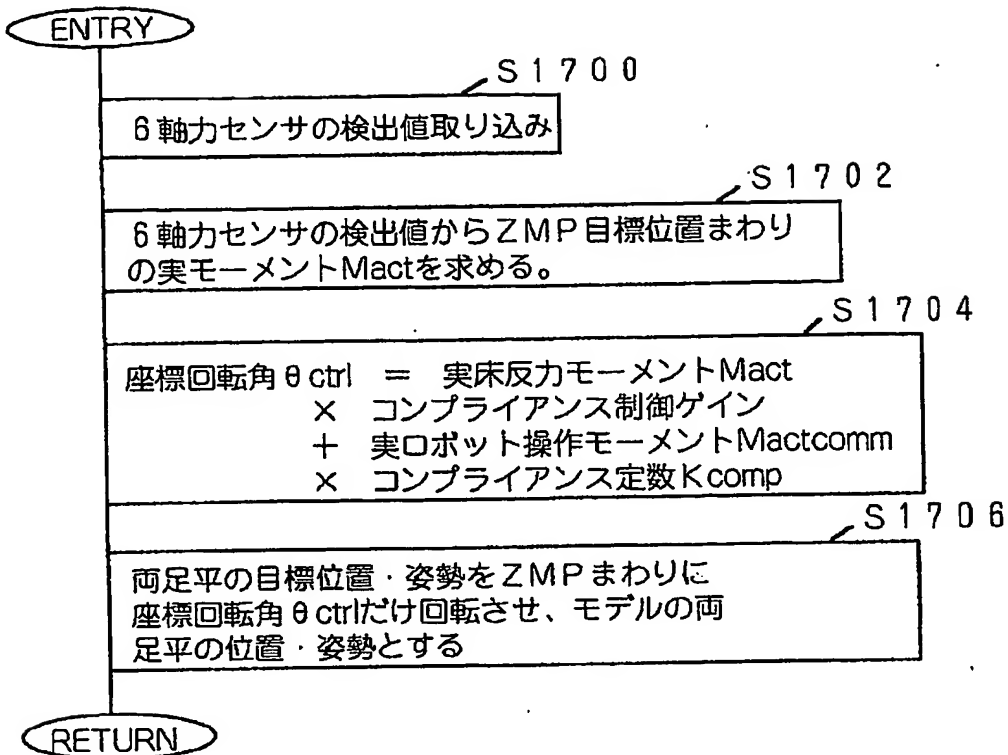 ENTRY
S1700
6軸力センサの検出値取り込み
S1702
6軸力センサの検出値からZMP目標位置まわり
の実モーメントMactを求める。
S1704
座標回転角θctrl = 実床反力モーメントMact
× コンプライアンス制御ゲイン
+ 実ロボット操作モーメントMactcomm
× コンプライアンス定数Kcomp
S1706
両足平の目標位置・姿勢をZMPまわりに
座標回転角θctrlだけ回転させ、モデルの両
足平の位置・姿勢とする
RETURN